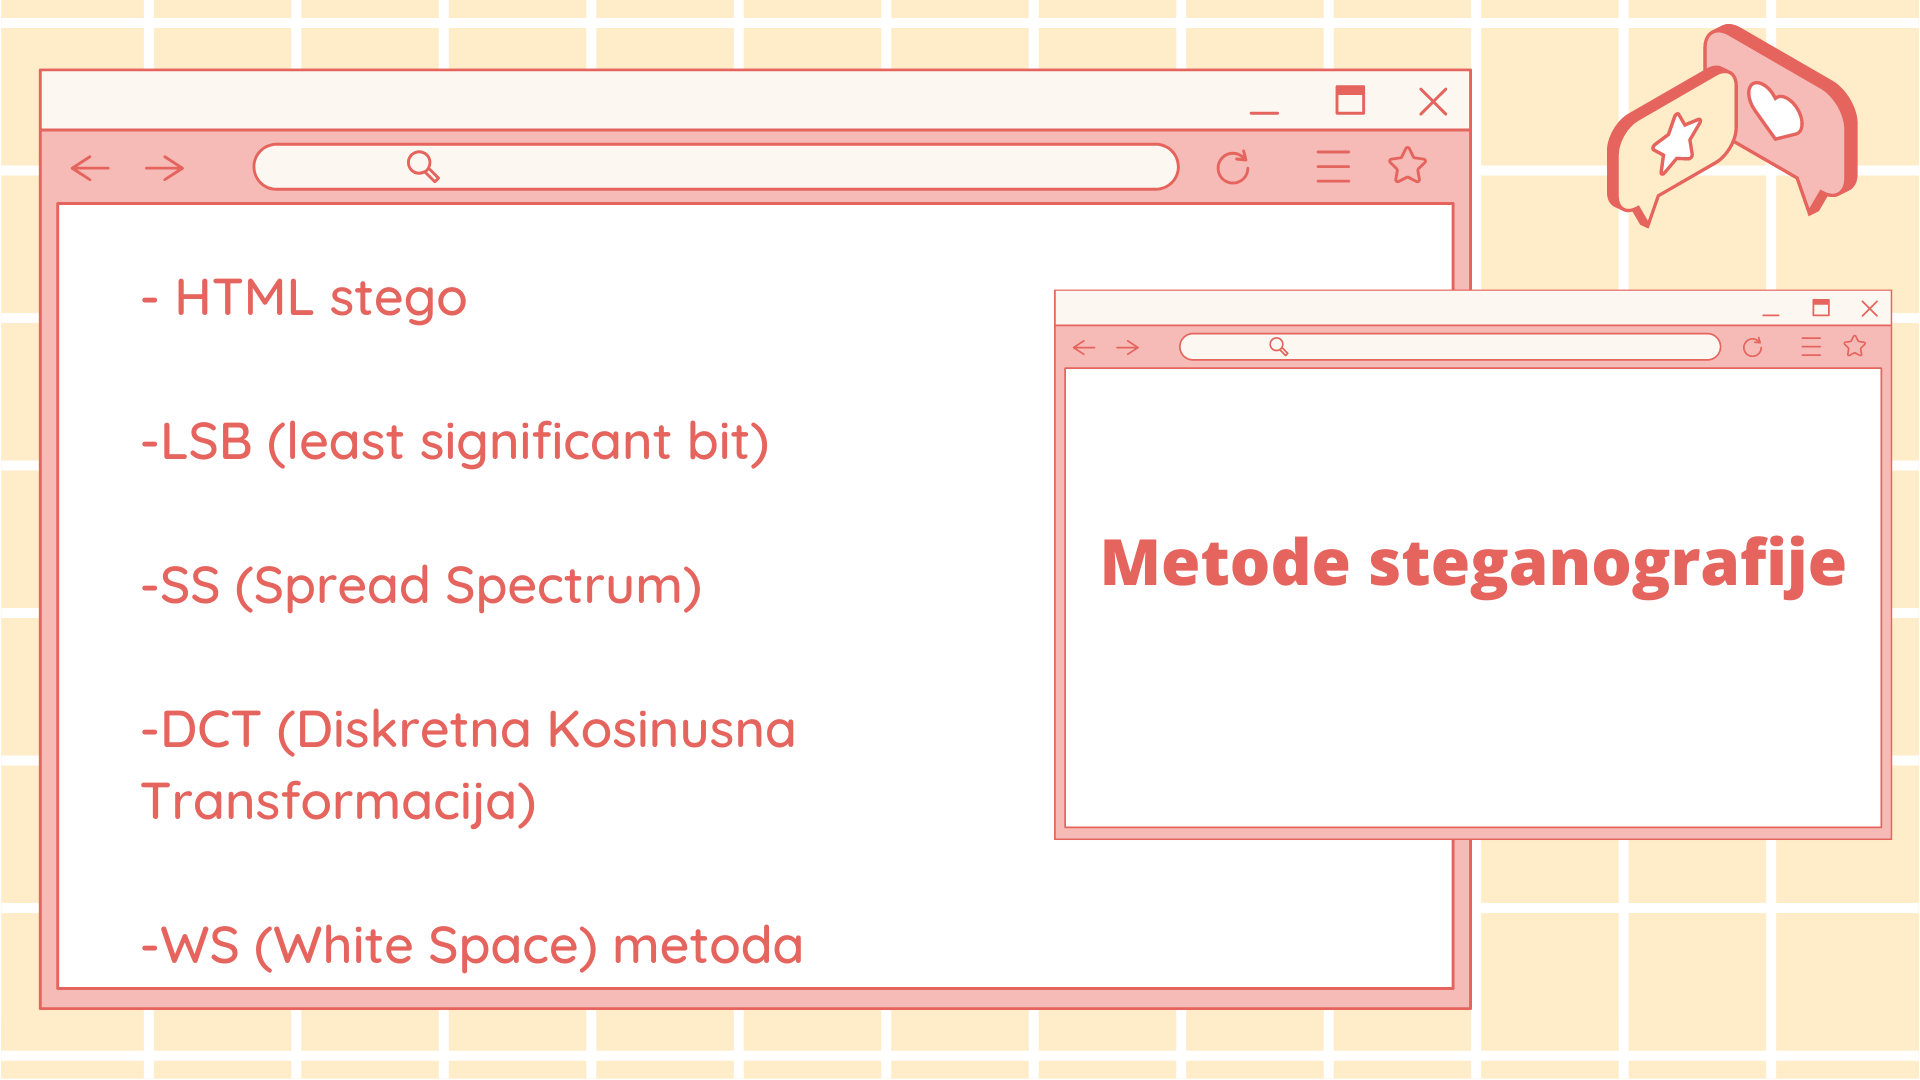 - HTML stego
-LSB (least significant bit)
-SS (Spread Spectrum)
-DCT (Diskretna Kosinusna
Transformacija)
-WS (White Space) metoda
Metode steganografije